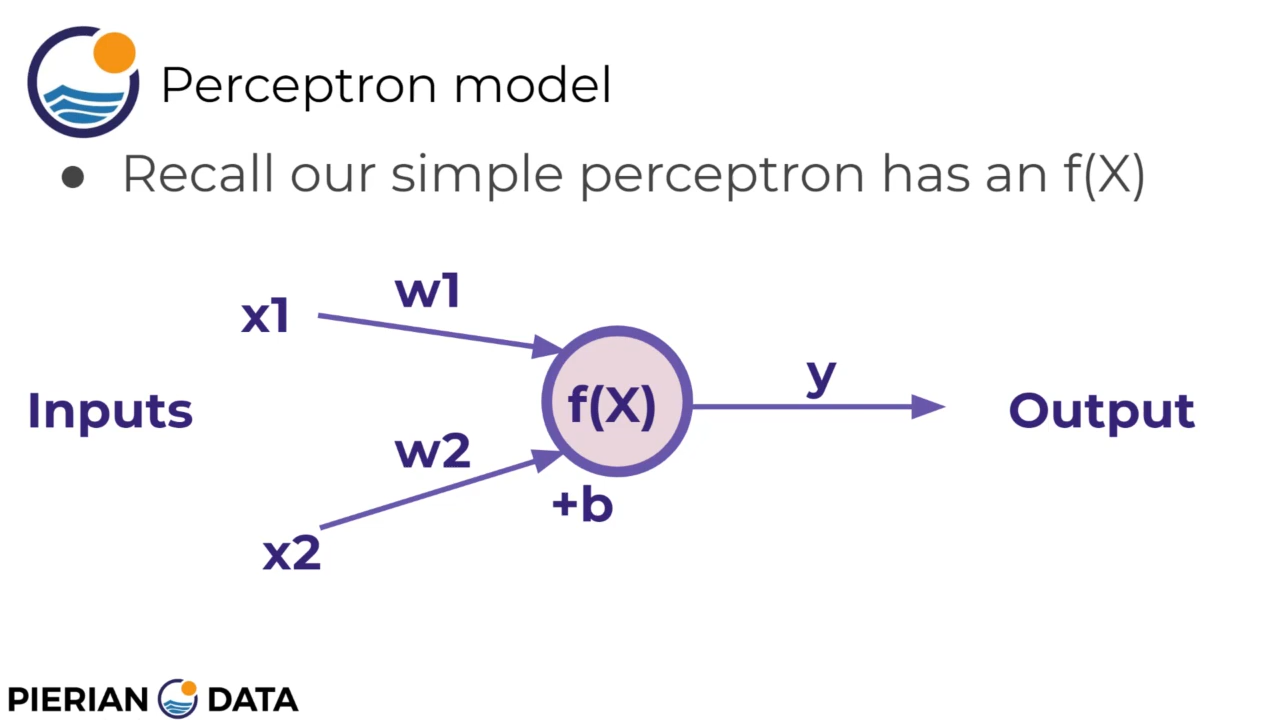 Perceptron model
● Recall our simple perceptron has an f(X)
w1
x1
f(X)
y
Inputs
Output
w2
+b
x2
PIERIAN DATA